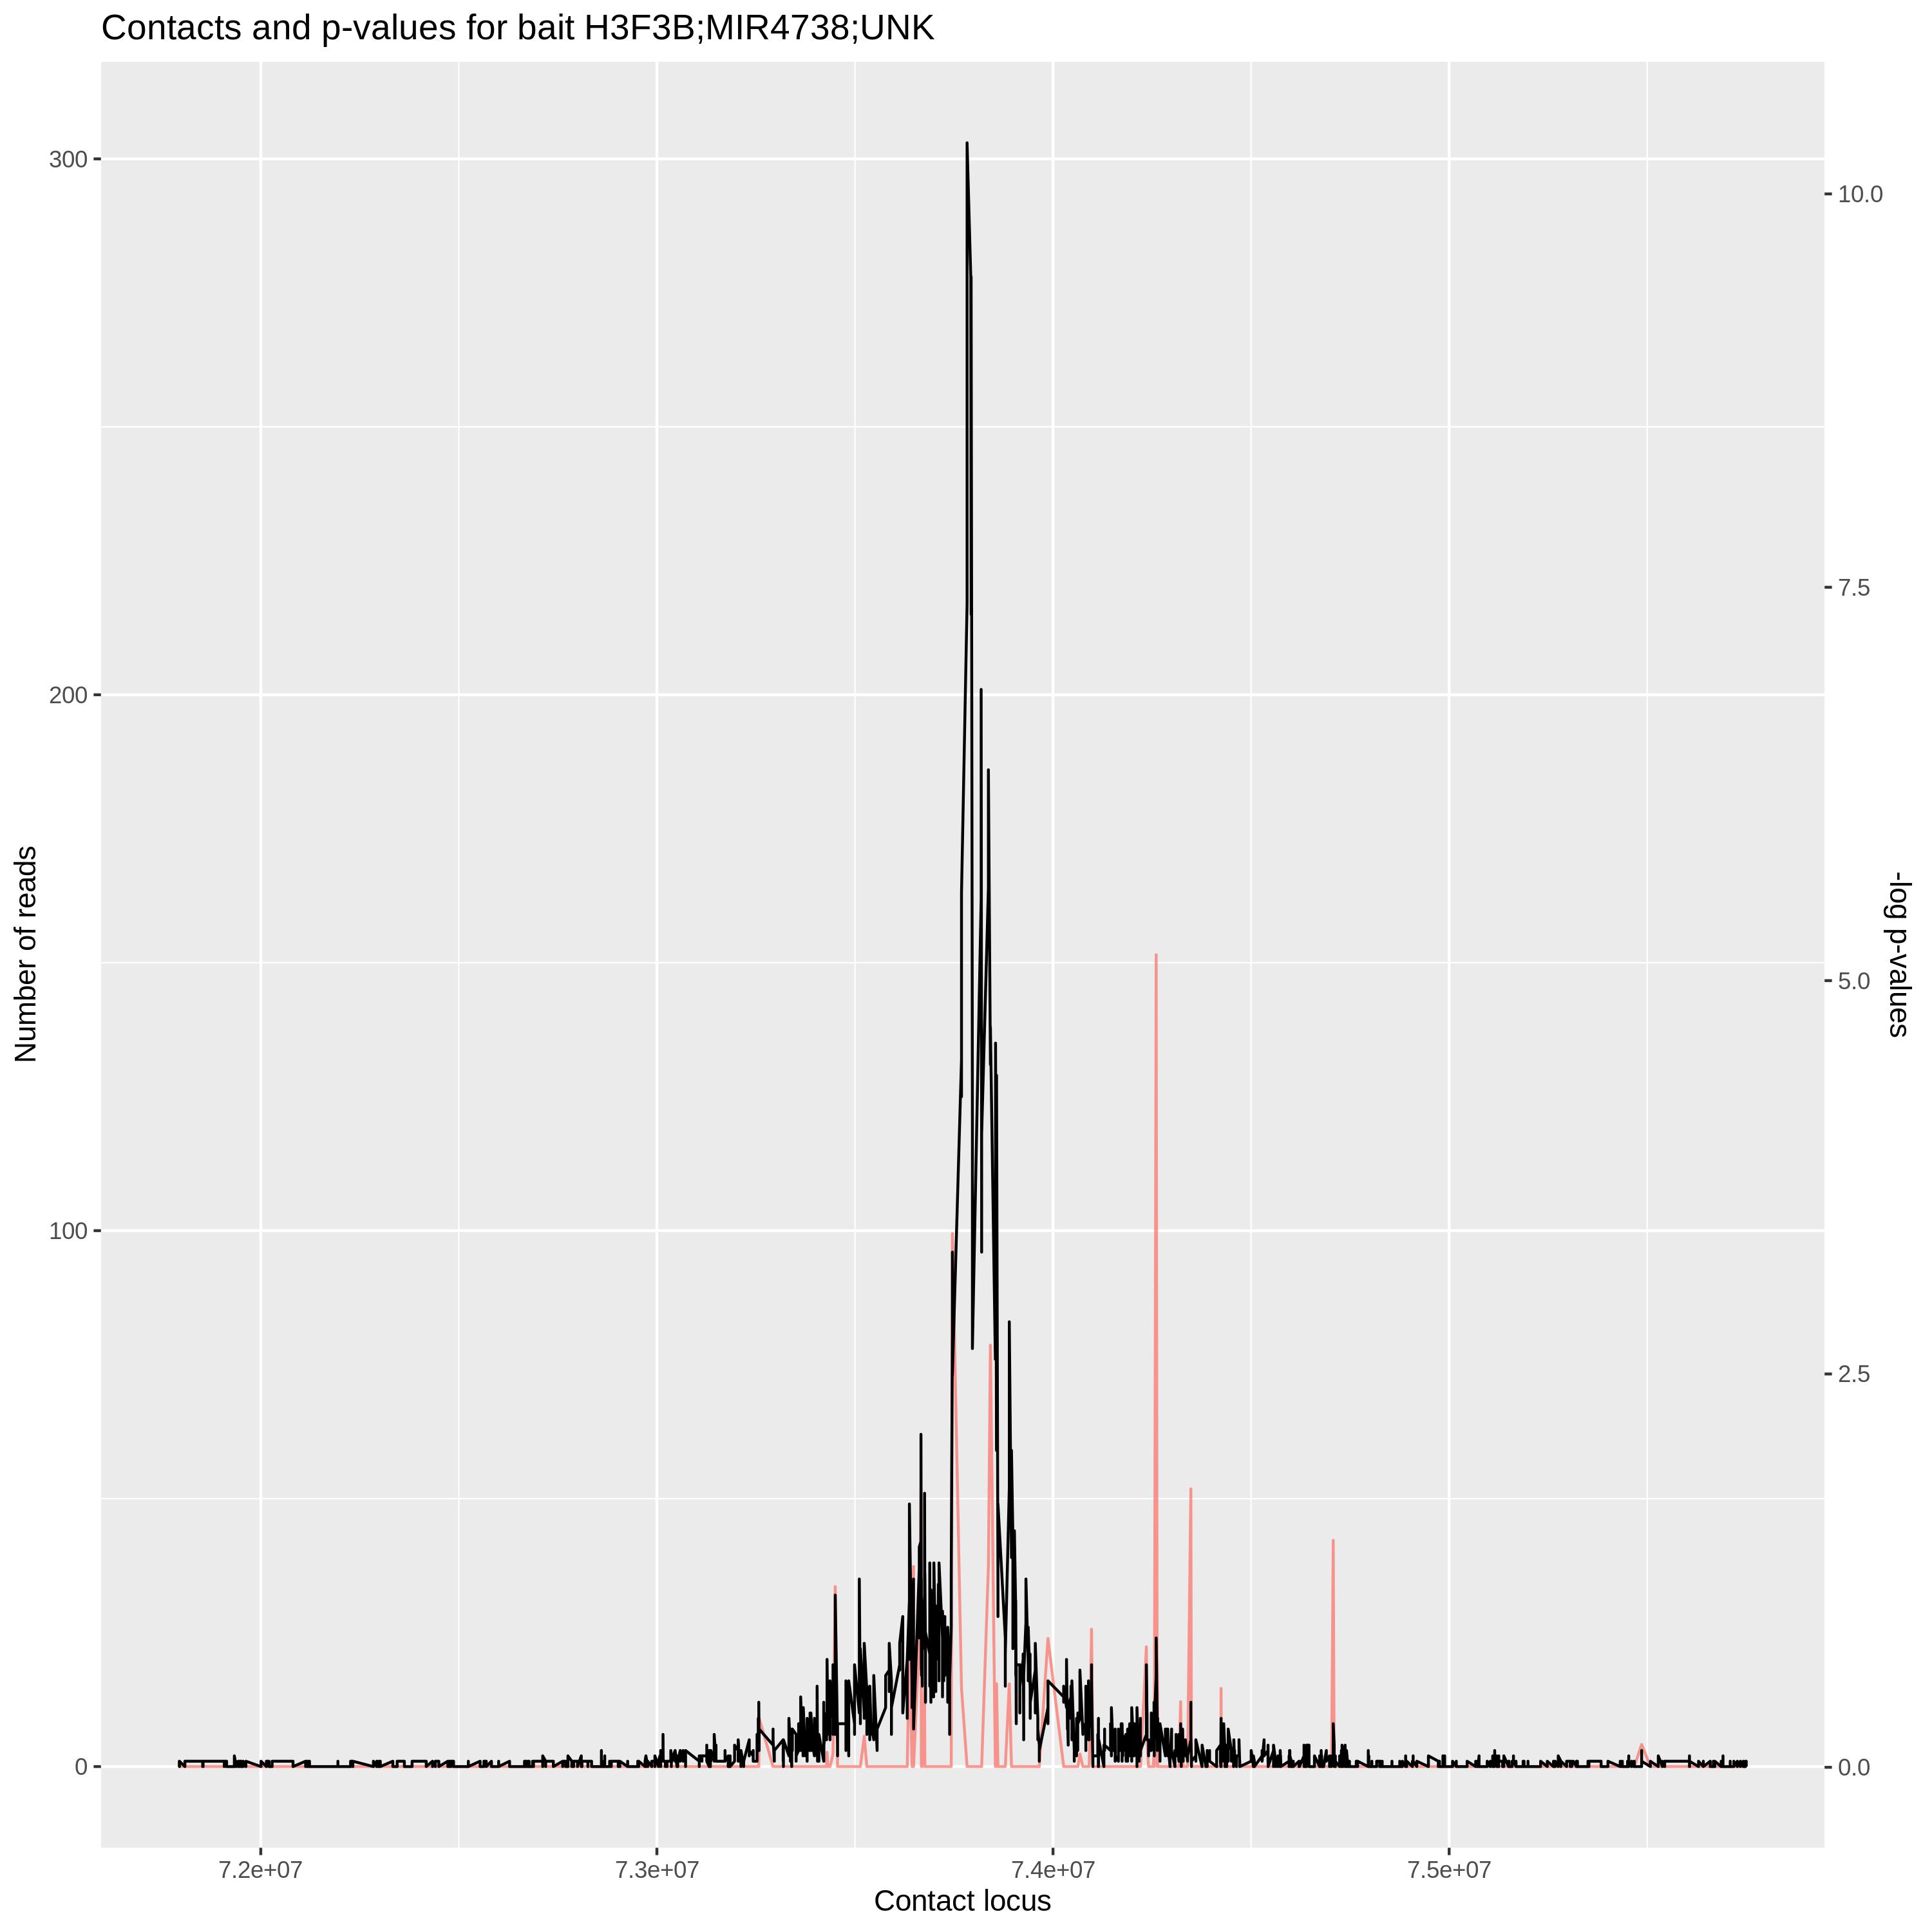 Contacts and p-values for bait H3F3B;MIR4738;UNK
300
200
100
0
10.0
7.5
5.0
2.5
0.0
Number of reads
-log p-values
7.2e+07 7.3e+07 7.4e+07 7.5e+07
Contact locus